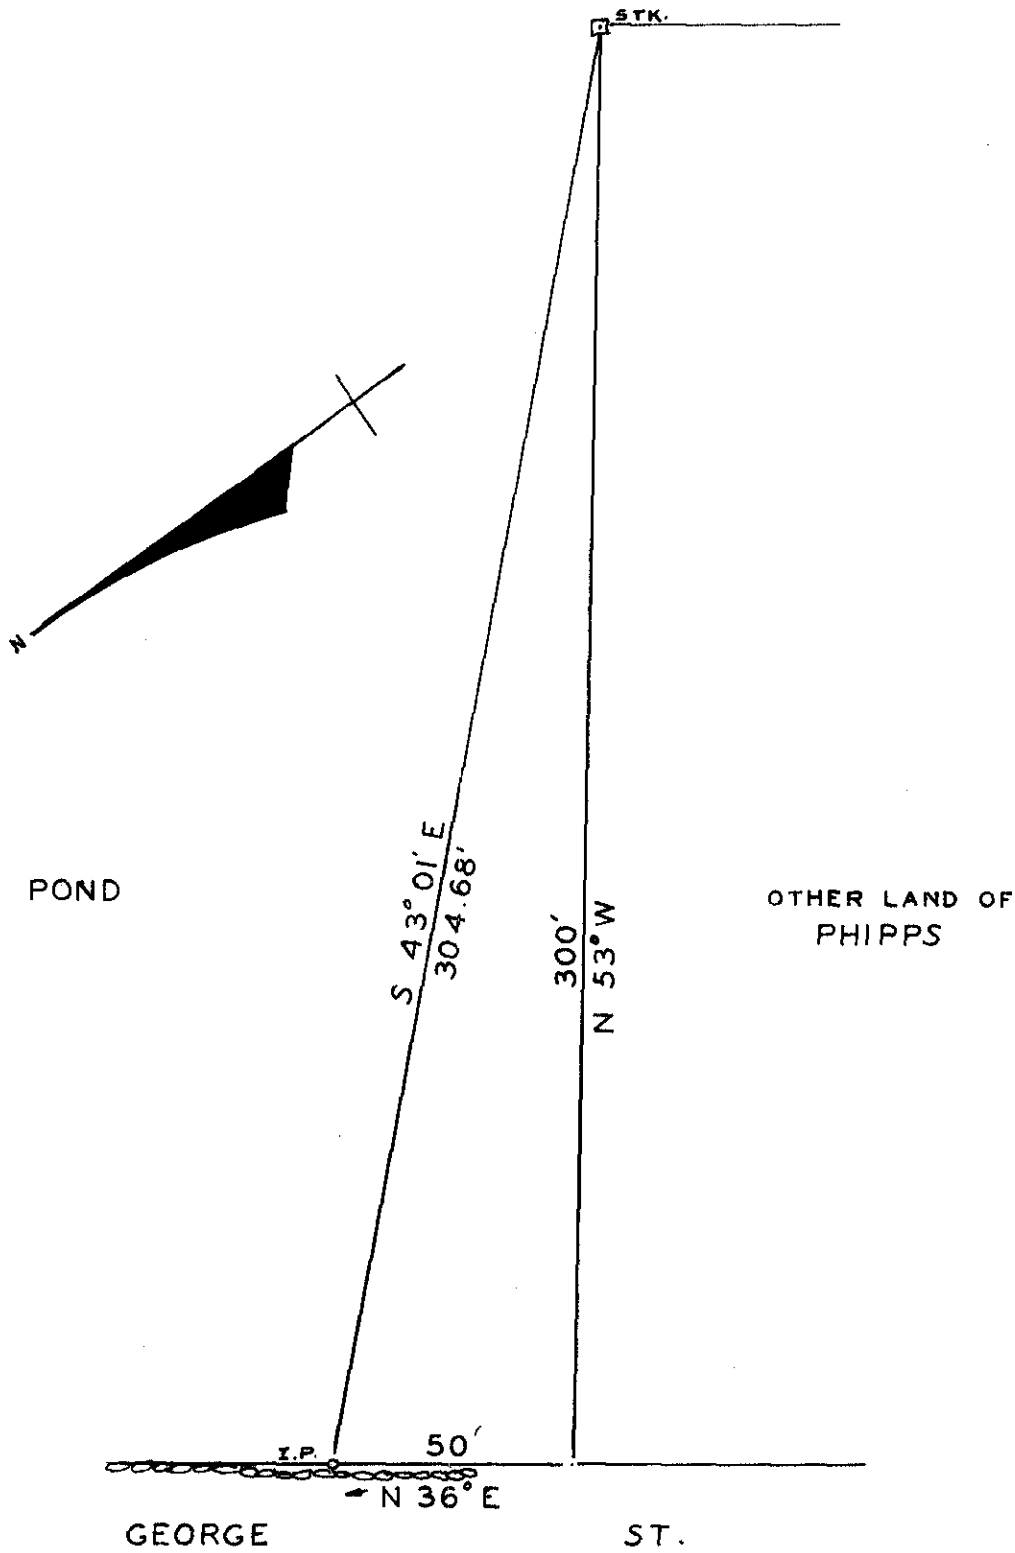 STK.
N
S 43° 01' E
304.68'
POND
300'
N 53° W
OTHER LAND OF
PHIPPS
I.P.
50'
N 36° E
GEORGE ST.